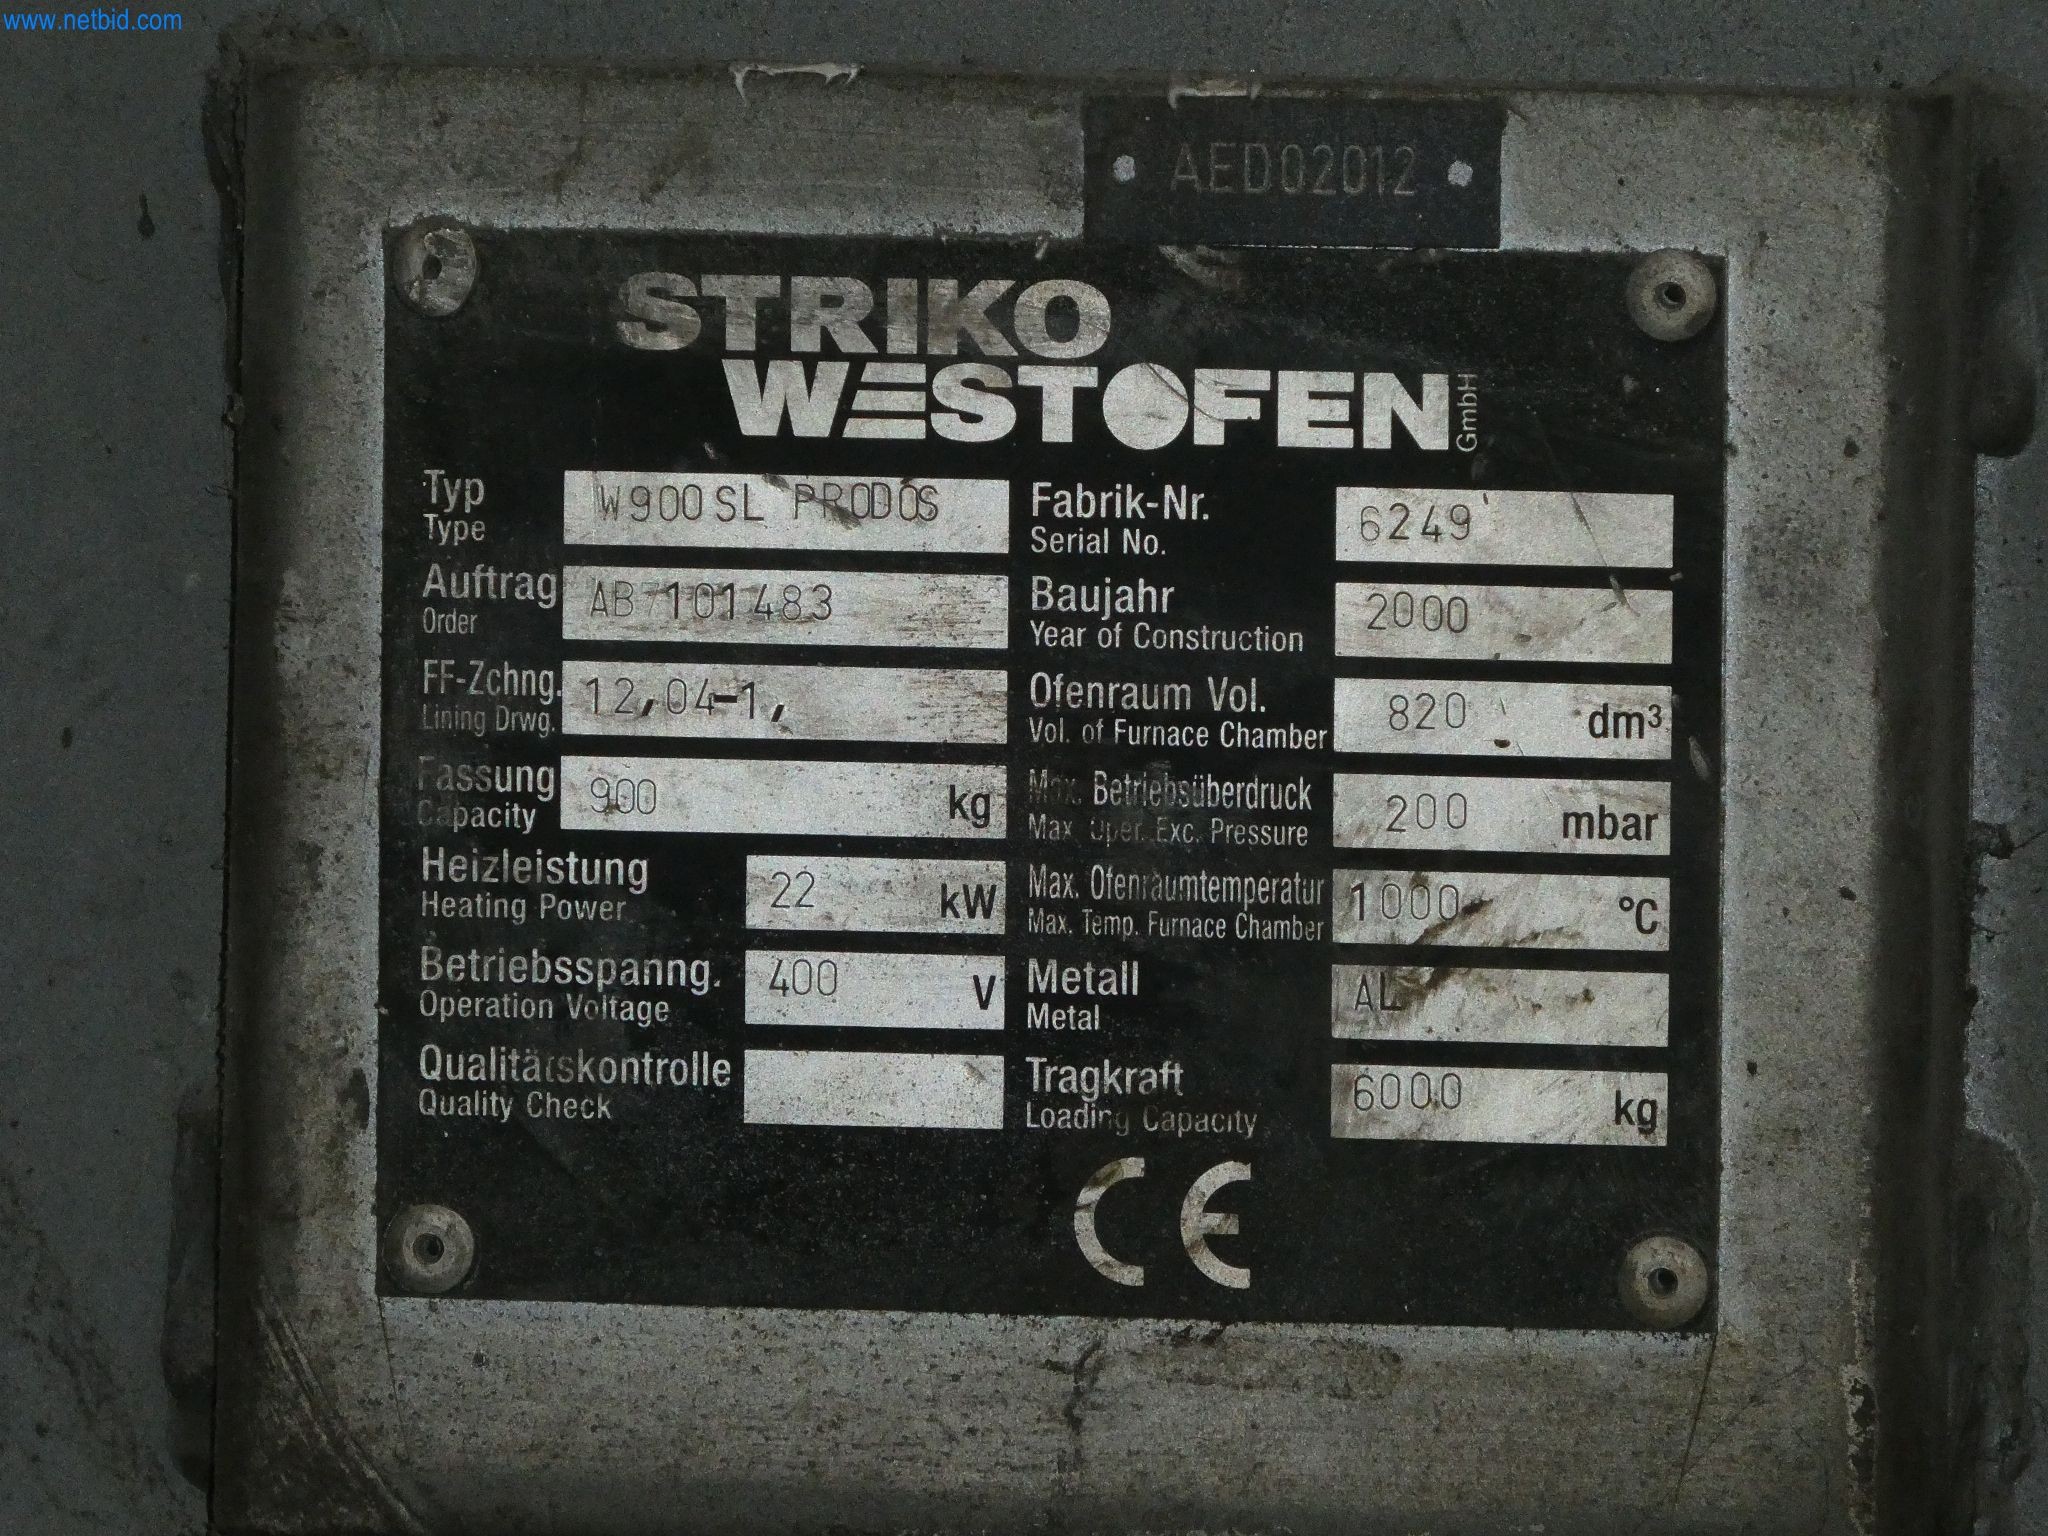 www.netbid.com
AED02012
STRIKO
WESTOFEN GmbH
Typ W900 SL PRODOS
Type
Fabrik-Nr. 6249
Serial No.
Auftrag AB7101483
Order
Baujahr 2000
Year of Construction
FF-Zchng. 12,04-1,
Lining Drwg.
Ofenraum Vol. 820 dm³
Vol. of Furnace Chamber
Fassung 900 kg
Capacity
Max. Betriebsüberdruck 200 mbar
Max. Oper. Exc. Pressure
Heizleistung 22 kW
Heating Power
Max. Ofenraumtemperatur 1000 °C
Max. Temp. Furnace Chamber
Betriebsspanng. 400 V
Operation Voltage
Metall AL
Metal
Qualitätskontrolle
Quality Check
Tragkraft 6000 kg
Loading Capacity
CE